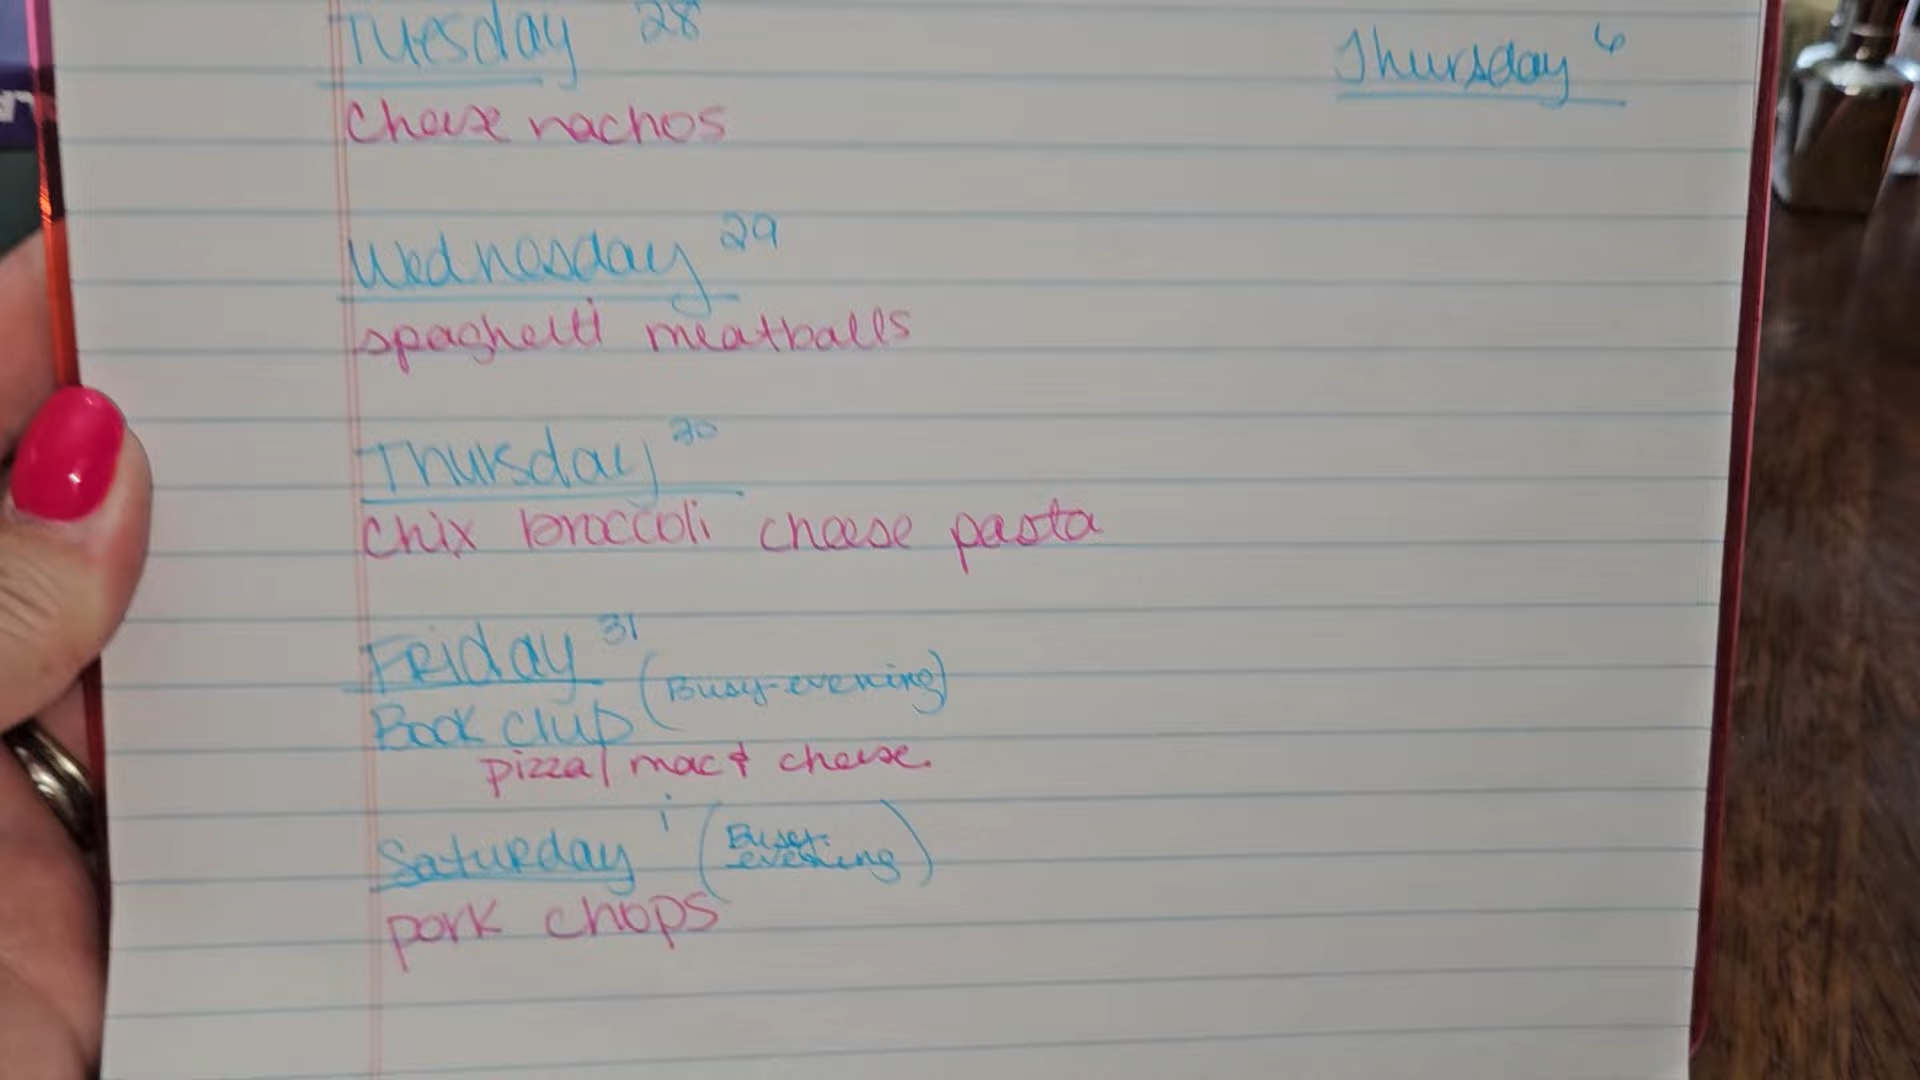 Tuesday 28
Thursday 6
Cheese nachos
Wednesday 29
spaghetti meatballs
Thursday 30
chix broccoli cheese pasta
Friday 31
(Busy-evening)
Book club
pizza/ mac & cheese.
Saturday 1 (Busy-
evening)
pork chops